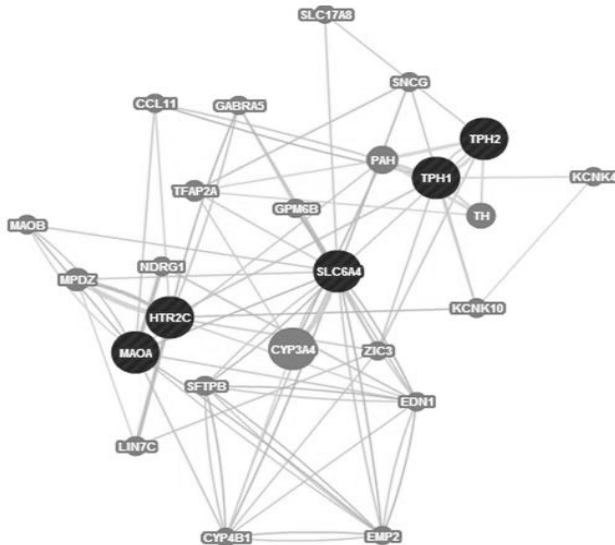 SLC17A8
SNCG
CCL11
GABRA5
TPH2
PAH
TPH1
KCNK4
TFAP2A
GPM6B
TH
MAOB
NDRG1
SLC6A4
MPDZ
KCNK10
HTR2C
MAOA
CYP3A4
ZIC3
SFTPB
EDN1
LIN7C
CYP4B1
EMP2